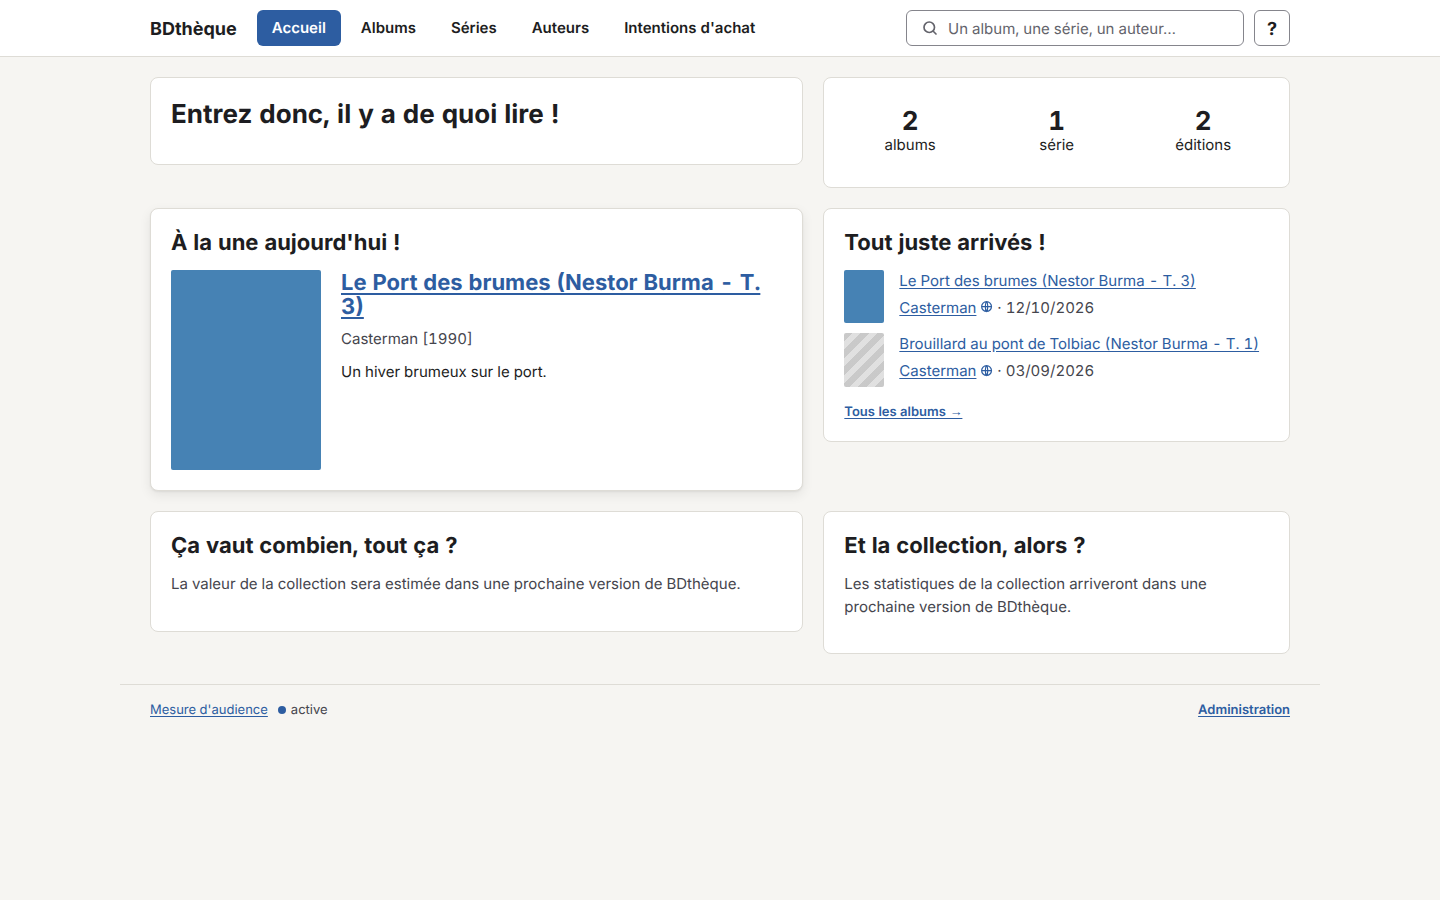 BDthèque Accueil Albums Séries Auteurs Intentions d'achat Un album, une série, un auteur... ?
Entrez donc, il y a de quoi lire !
2 1 2
albums série éditions
À la une aujourd'hui !
Le Port des brumes (Nestor Burma - T.
3)
Casterman [1990]
Un hiver brumeux sur le port.
Tout juste arrivés !
Le Port des brumes (Nestor Burma - T. 3)
Casterman · 12/10/2026
Brouillard au pont de Tolbiac (Nestor Burma - T. 1)
Casterman · 03/09/2026
Tous les albums →
Ça vaut combien, tout ça ?
La valeur de la collection sera estimée dans une prochaine version de BDthèque.
Et la collection, alors ?
Les statistiques de la collection arriveront dans une
prochaine version de BDthèque.
Mesure d'audience active Administration